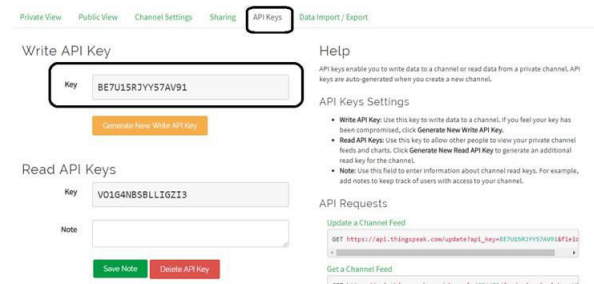 Private View Public View Channel Settings Sharing API Keys Data Import / Export
Write API Key
Key BE7U15RJYY57AV91
Generate New Write API Key
Read API Keys
Key VO1G4NBSBLLIGZI3
Note
Save Note Delete API Key
Help
API keys enable you to write data to a channel or read data from a private channel. API
keys are auto-generated when you create a new channel.
API Keys Settings
• Write API Key: Use this key to write data to a channel. If you feel your key has
been compromised, click Generate New Write API Key.
• Read API Keys: Use this key to allow other people to view your private channel
feeds and charts. Click Generate New Read API Key to generate an additional
read key for the channel.
• Note: Use this field to enter information about channel read keys. For example,
add notes to keep track of users with access to your channel.
API Requests
Update a Channel Feed
GET https://api.thingspeak.com/update?api_key=BE7U15RJYY57AV91&field
Get a Channel Feed